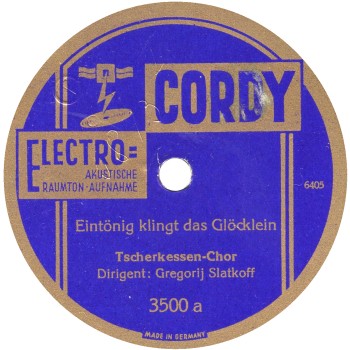 CORDY
ELECTRO=
AKUSTISCHE
RAUMTON-AUFNAHME
6405
Eintönig klingt das Glöcklein
Tscherkessen-Chor
Dirigent: Gregorij Slatkoff
3500 a
MADE IN GERMANY